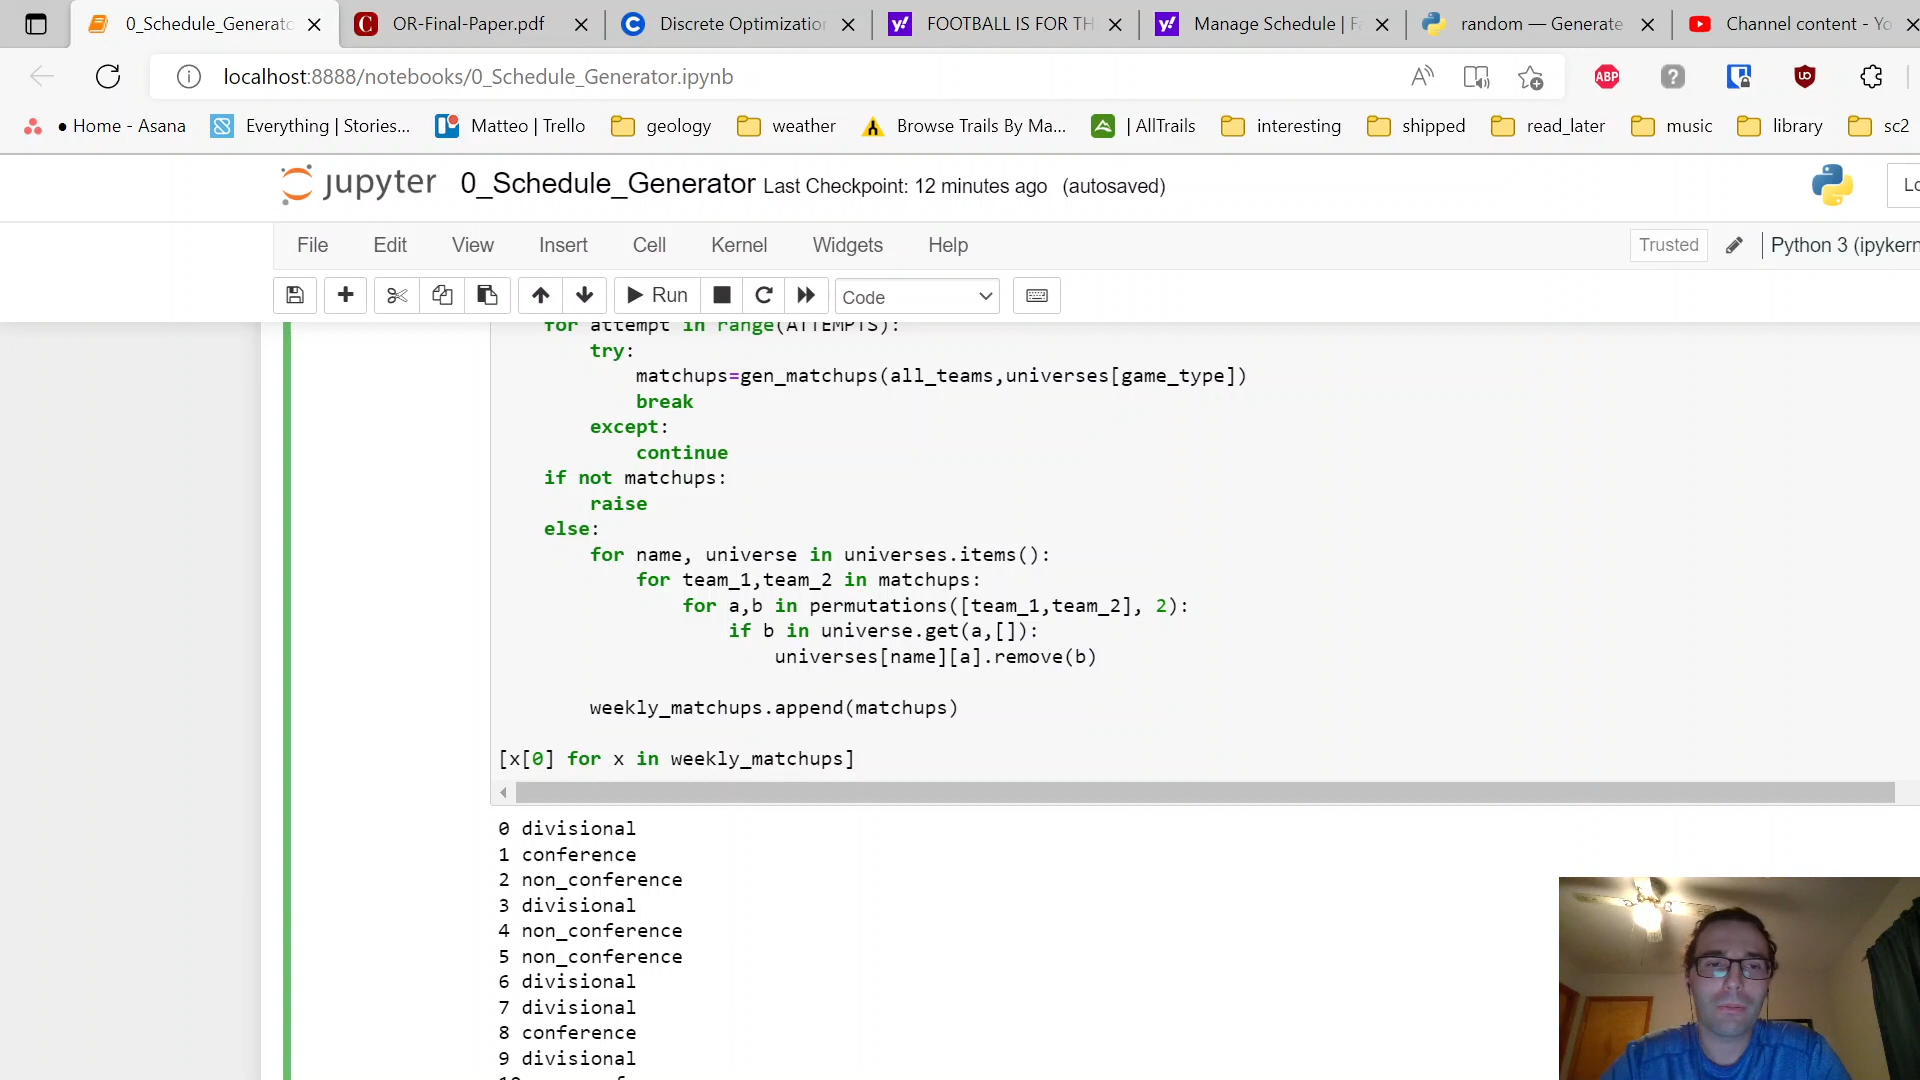 0_Schedule_Generato
OR-Final-Paper.pdf
Discrete Optimization
FOOTBALL IS FOR TH
Manage Schedule | Fa
random — Generate
Channel content - Yo
localhost:8888/notebooks/0_Schedule_Generator.ipynb
ABP
• Home - Asana
Everything | Stories...
Matteo | Trello
geology
weather
Browse Trails By Ma...
| AllTrails
interesting
shipped
read_later
music
library
sc2
jupyter 0_Schedule_Generator Last Checkpoint: 12 minutes ago (autosaved)
Lo
File Edit View Insert Cell Kernel Widgets Help
Trusted
Python 3 (ipykern
Run
Code
for attempt in range(ATTEMPTS):
try:
matchups=gen_matchups(all_teams,universes[game_type])
break
except:
continue
if not matchups:
raise
else:
for name, universe in universes.items():
for team_1,team_2 in matchups:
for a,b in permutations([team_1,team_2], 2):
if b in universe.get(a,[]):
universes[name][a].remove(b)
weekly_matchups.append(matchups)
[x[0] for x in weekly_matchups]
0 divisional
1 conference
2 non_conference
3 divisional
4 non_conference
5 non_conference
6 divisional
7 divisional
8 conference
9 divisional